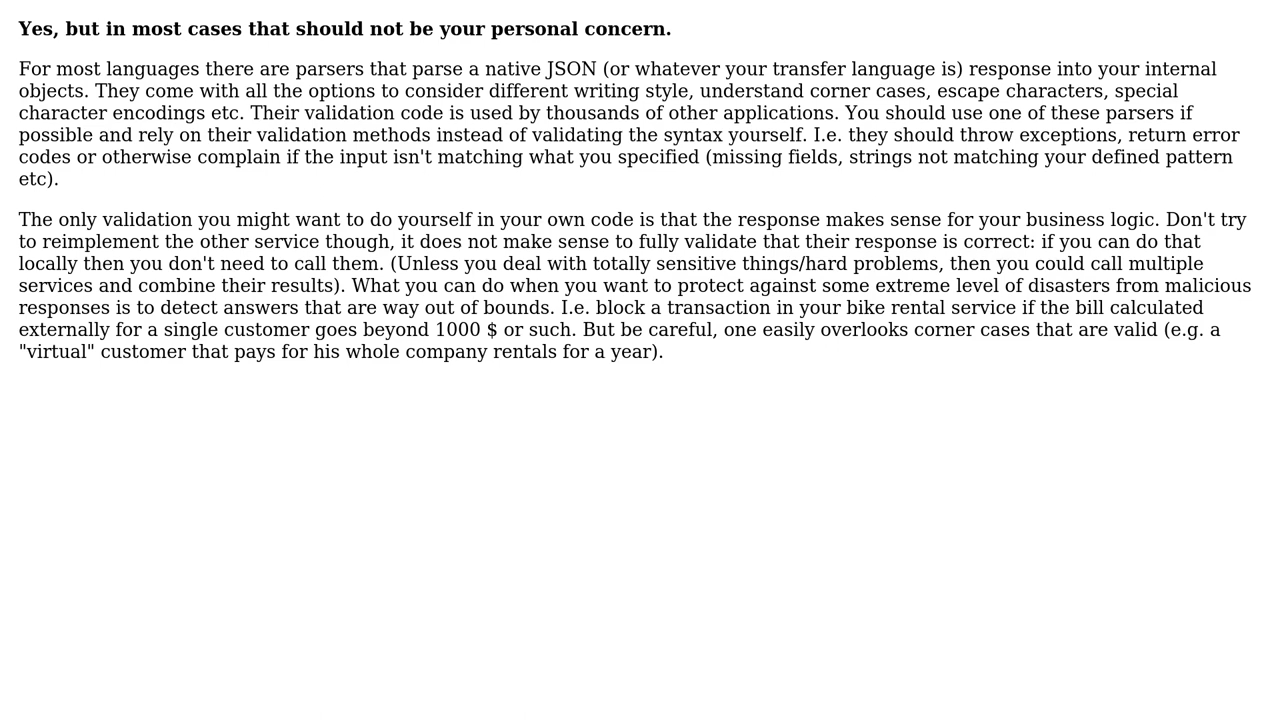 Yes, but in most cases that should not be your personal concern.
For most languages there are parsers that parse a native JSON (or whatever your transfer language is) response into your internal
objects. They come with all the options to consider different writing style, understand corner cases, escape characters, special
character encodings etc. Their validation code is used by thousands of other applications. You should use one of these parsers if
possible and rely on their validation methods instead of validating the syntax yourself. I.e. they should throw exceptions, return error
codes or otherwise complain if the input isn't matching what you specified (missing fields, strings not matching your defined pattern
etc).
The only validation you might want to do yourself in your own code is that the response makes sense for your business logic. Don't try
to reimplement the other service though, it does not make sense to fully validate that their response is correct: if you can do that
locally then you don't need to call them. (Unless you deal with totally sensitive things/hard problems, then you could call multiple
services and combine their results). What you can do when you want to protect against some extreme level of disasters from malicious
responses is to detect answers that are way out of bounds. I.e. block a transaction in your bike rental service if the bill calculated
externally for a single customer goes beyond 1000 $ or such. But be careful, one easily overlooks corner cases that are valid (e.g. a
"virtual" customer that pays for his whole company rentals for a year).